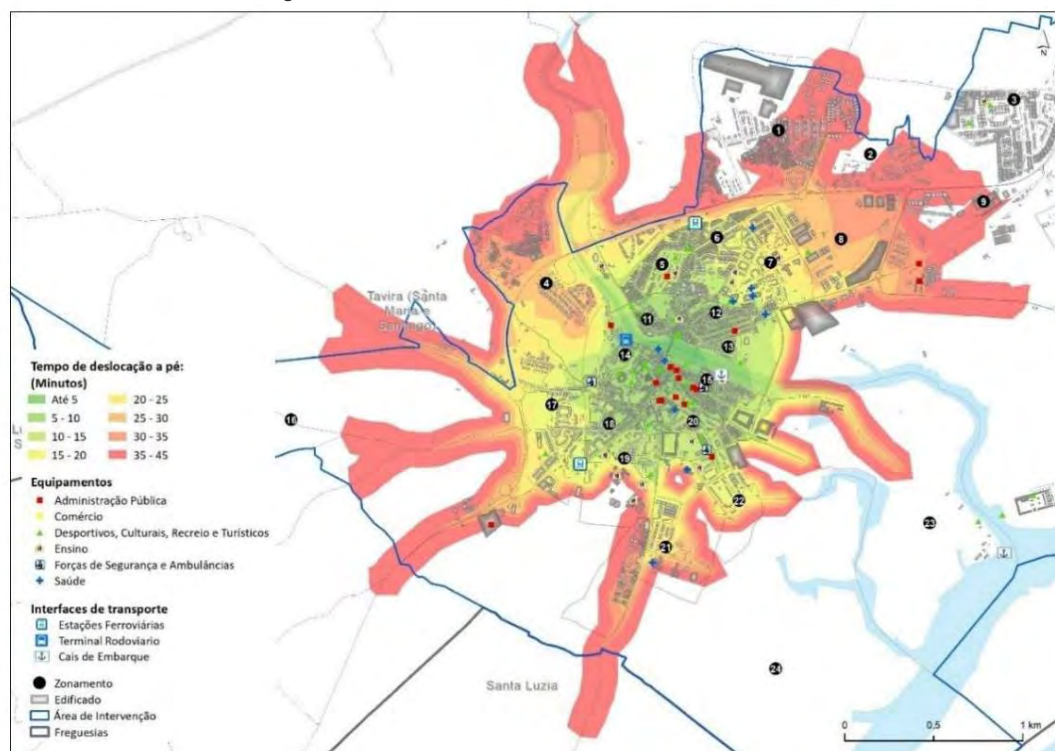 N
3
1
2
9
6
5
7
8
4
Tavira (Santa
Maria e
Santiago)
11
12
13
14
15
16
17
18
20
19
22
21
23
24
Santa Luzia
Tempo de deslocação a pé:
(Minutos)
Até 5
20 - 25
5 - 10
25 - 30
10 - 15
30 - 35
15 - 20
35 - 45
Equipamentos
Administração Pública
Comércio
Desportivos, Culturais, Recreio e Turísticos
Ensino
Forças de Segurança e Ambulâncias
Saúde
Interfaces de transporte
Estações Ferroviárias
Terminal Rodoviario
Cais de Embarque
Zonamento
Edificado
Área de Intervenção
Freguesias
0
0,5
1 km